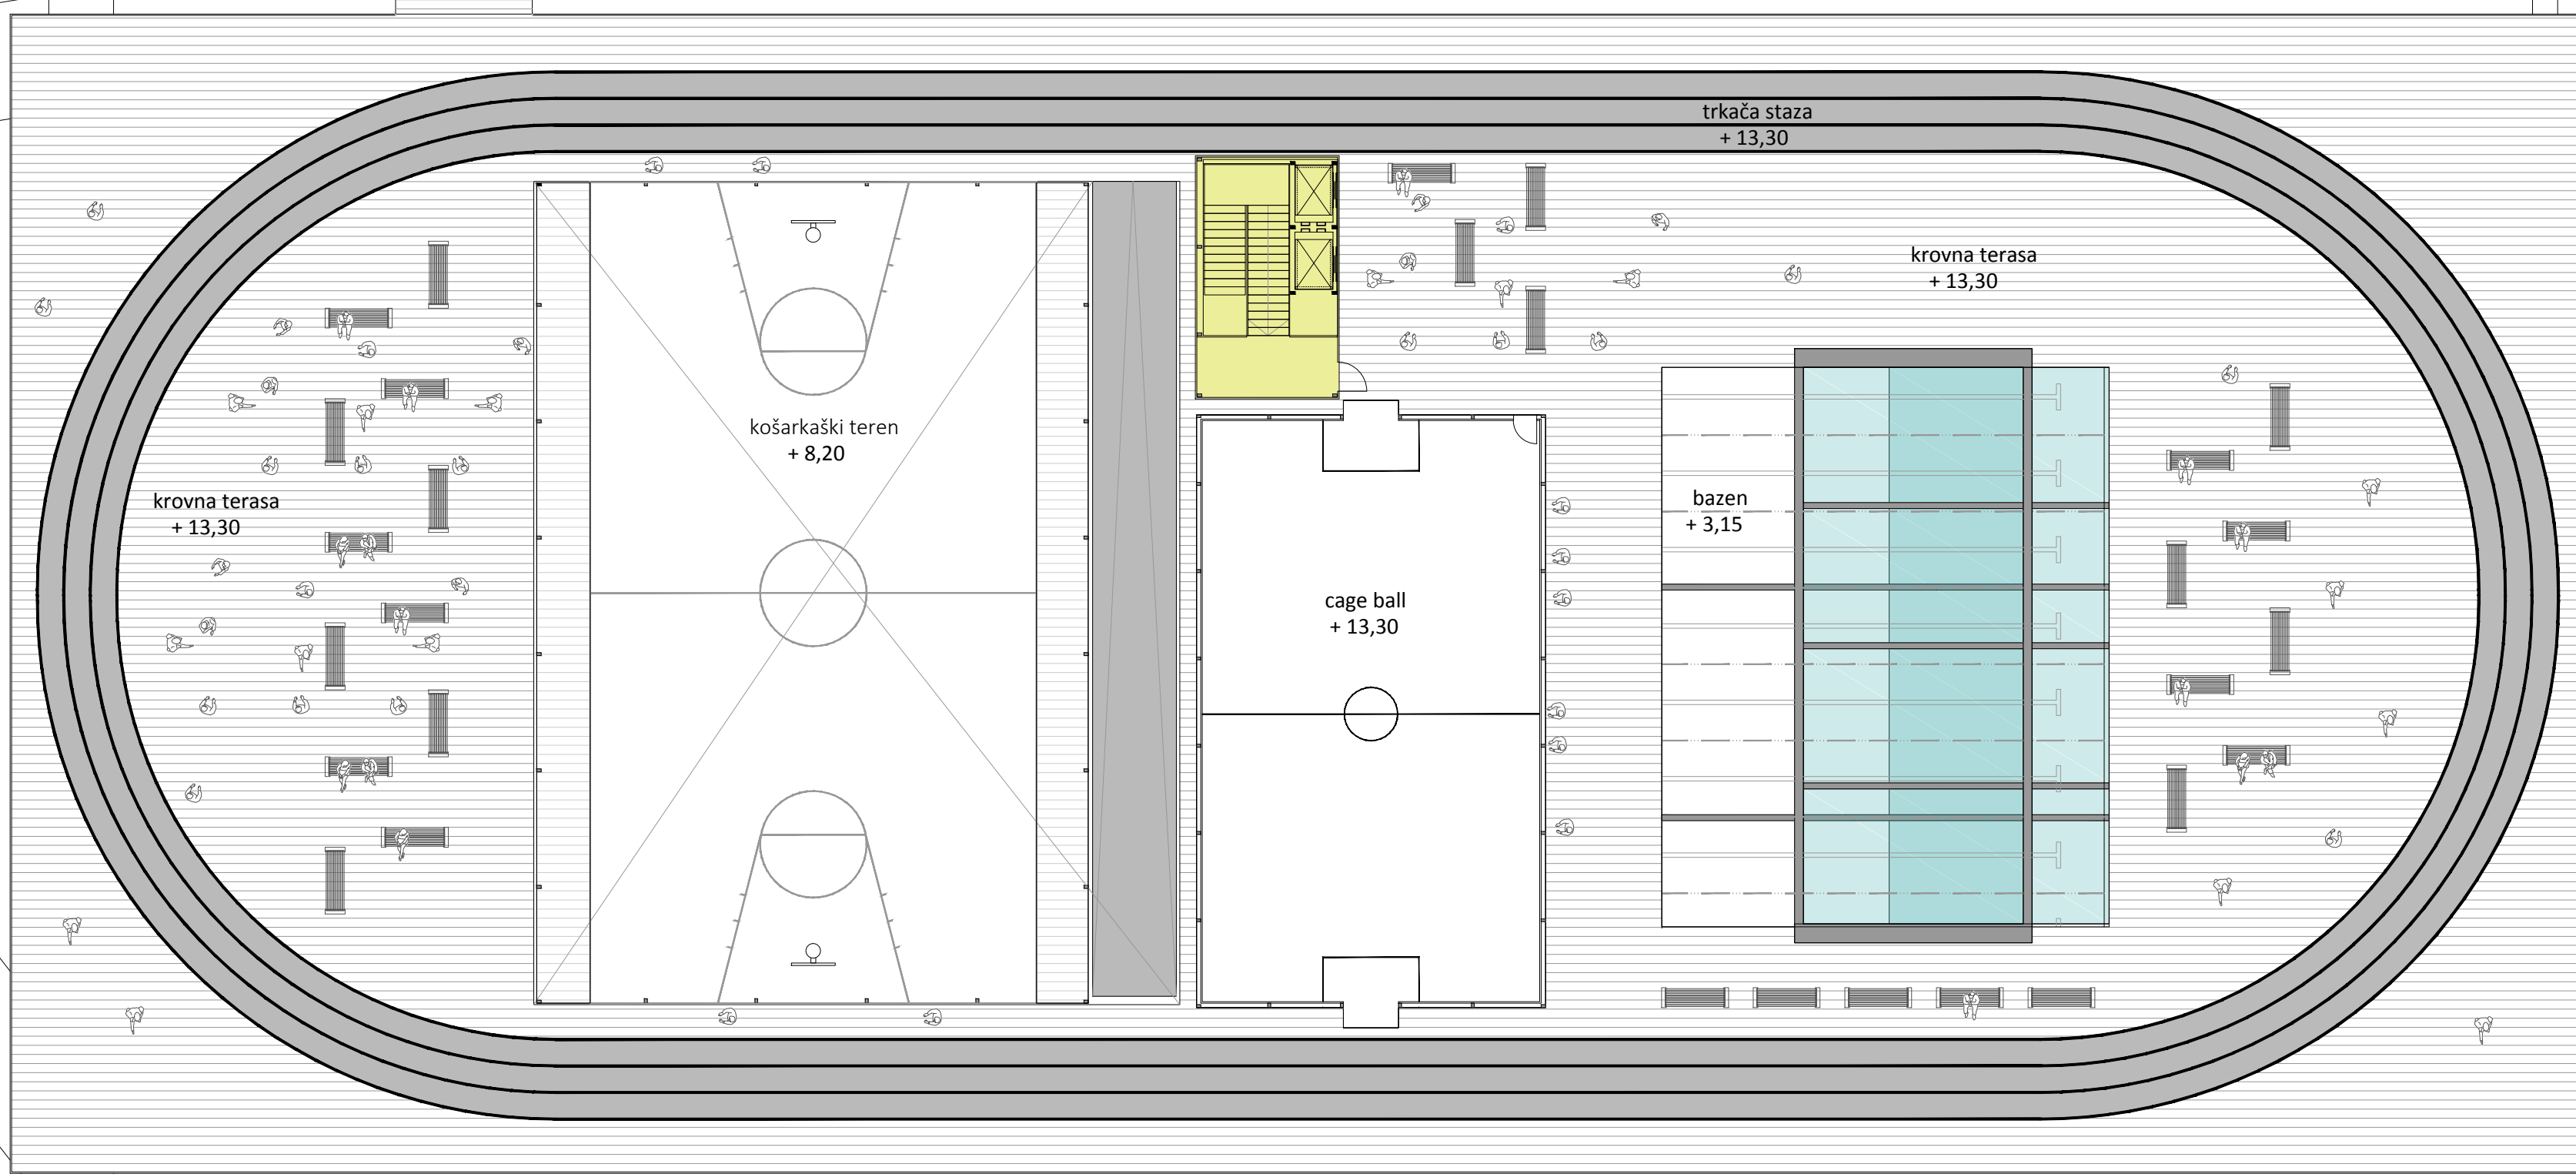 trkača staza
+ 13,30
krovna terasa
+ 13,30
košarkaški teren
+ 8,20
krovna terasa
+ 13,30
bazen
+ 3,15
cage ball
+ 13,30